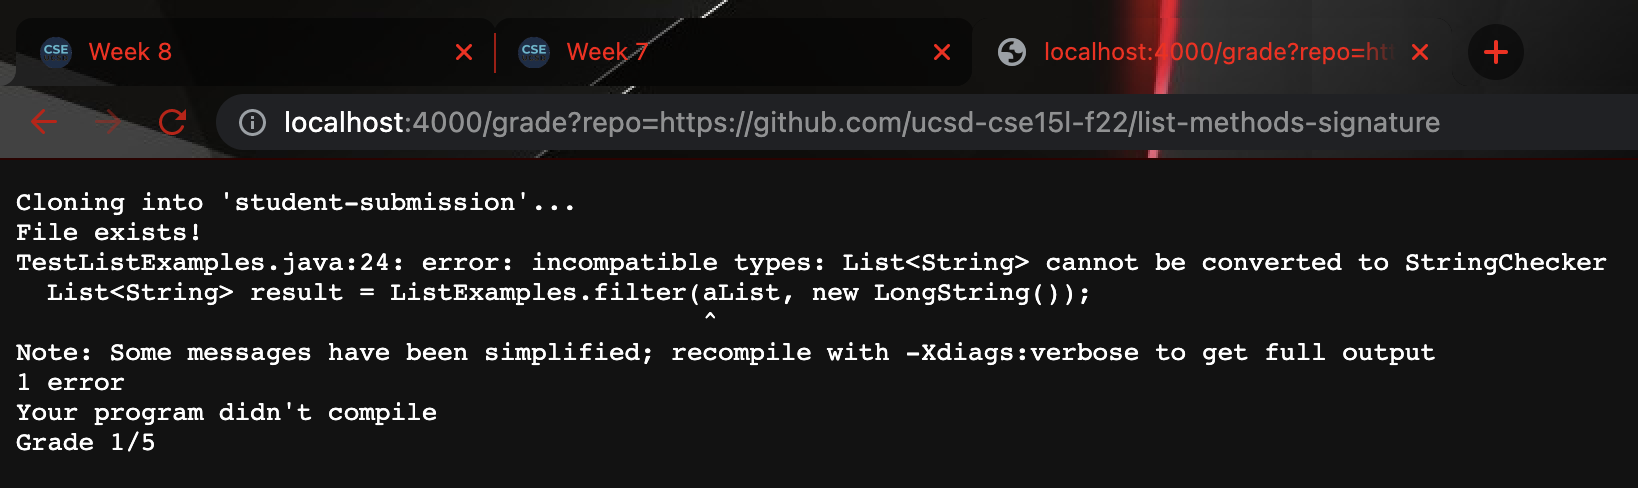 CSE Week 8
CSE Week 7
localhost:4000/grade?repo=htt
localhost:4000/grade?repo=https://github.com/ucsd-cse15l-f22/list-methods-signature
Cloning into 'student-submission'...
File exists!
TestListExamples.java:24: error: incompatible types: List<String> cannot be converted to StringChecker
List<String> result = ListExamples.filter(aList, new LongString());
^
Note: Some messages have been simplified; recompile with -Xdiags:verbose to get full output
1 error
Your program didn't compile
Grade 1/5